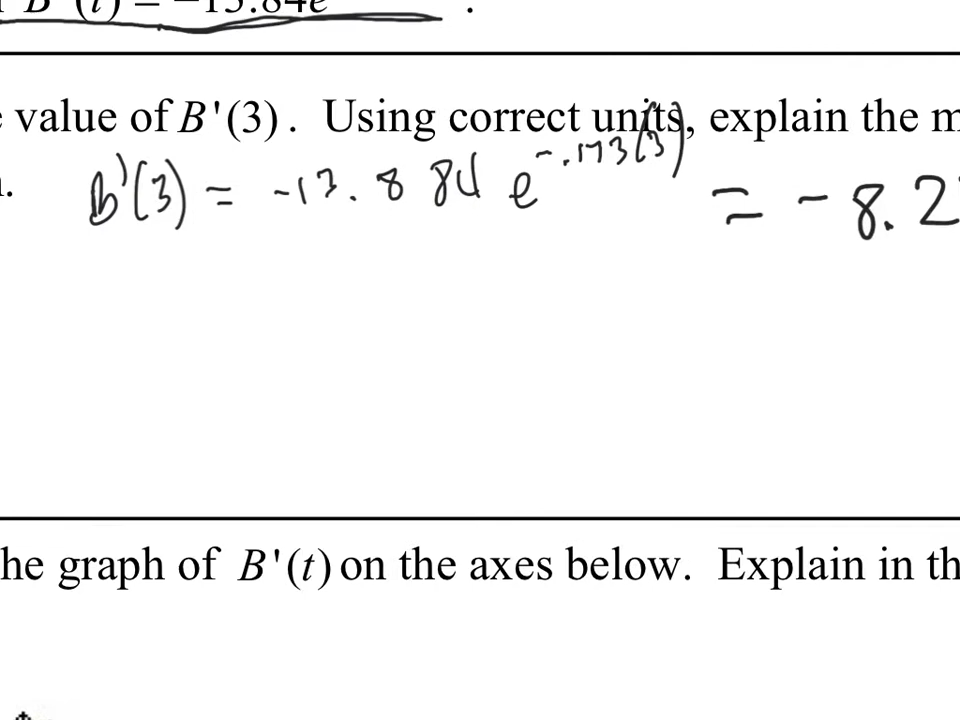 B'(t) = -13.84e .
value of B'(3). Using correct units, explain the m
. B'(3) = -13.884 e^-.173(3) = -8.2
he graph of B'(t) on the axes below. Explain in th